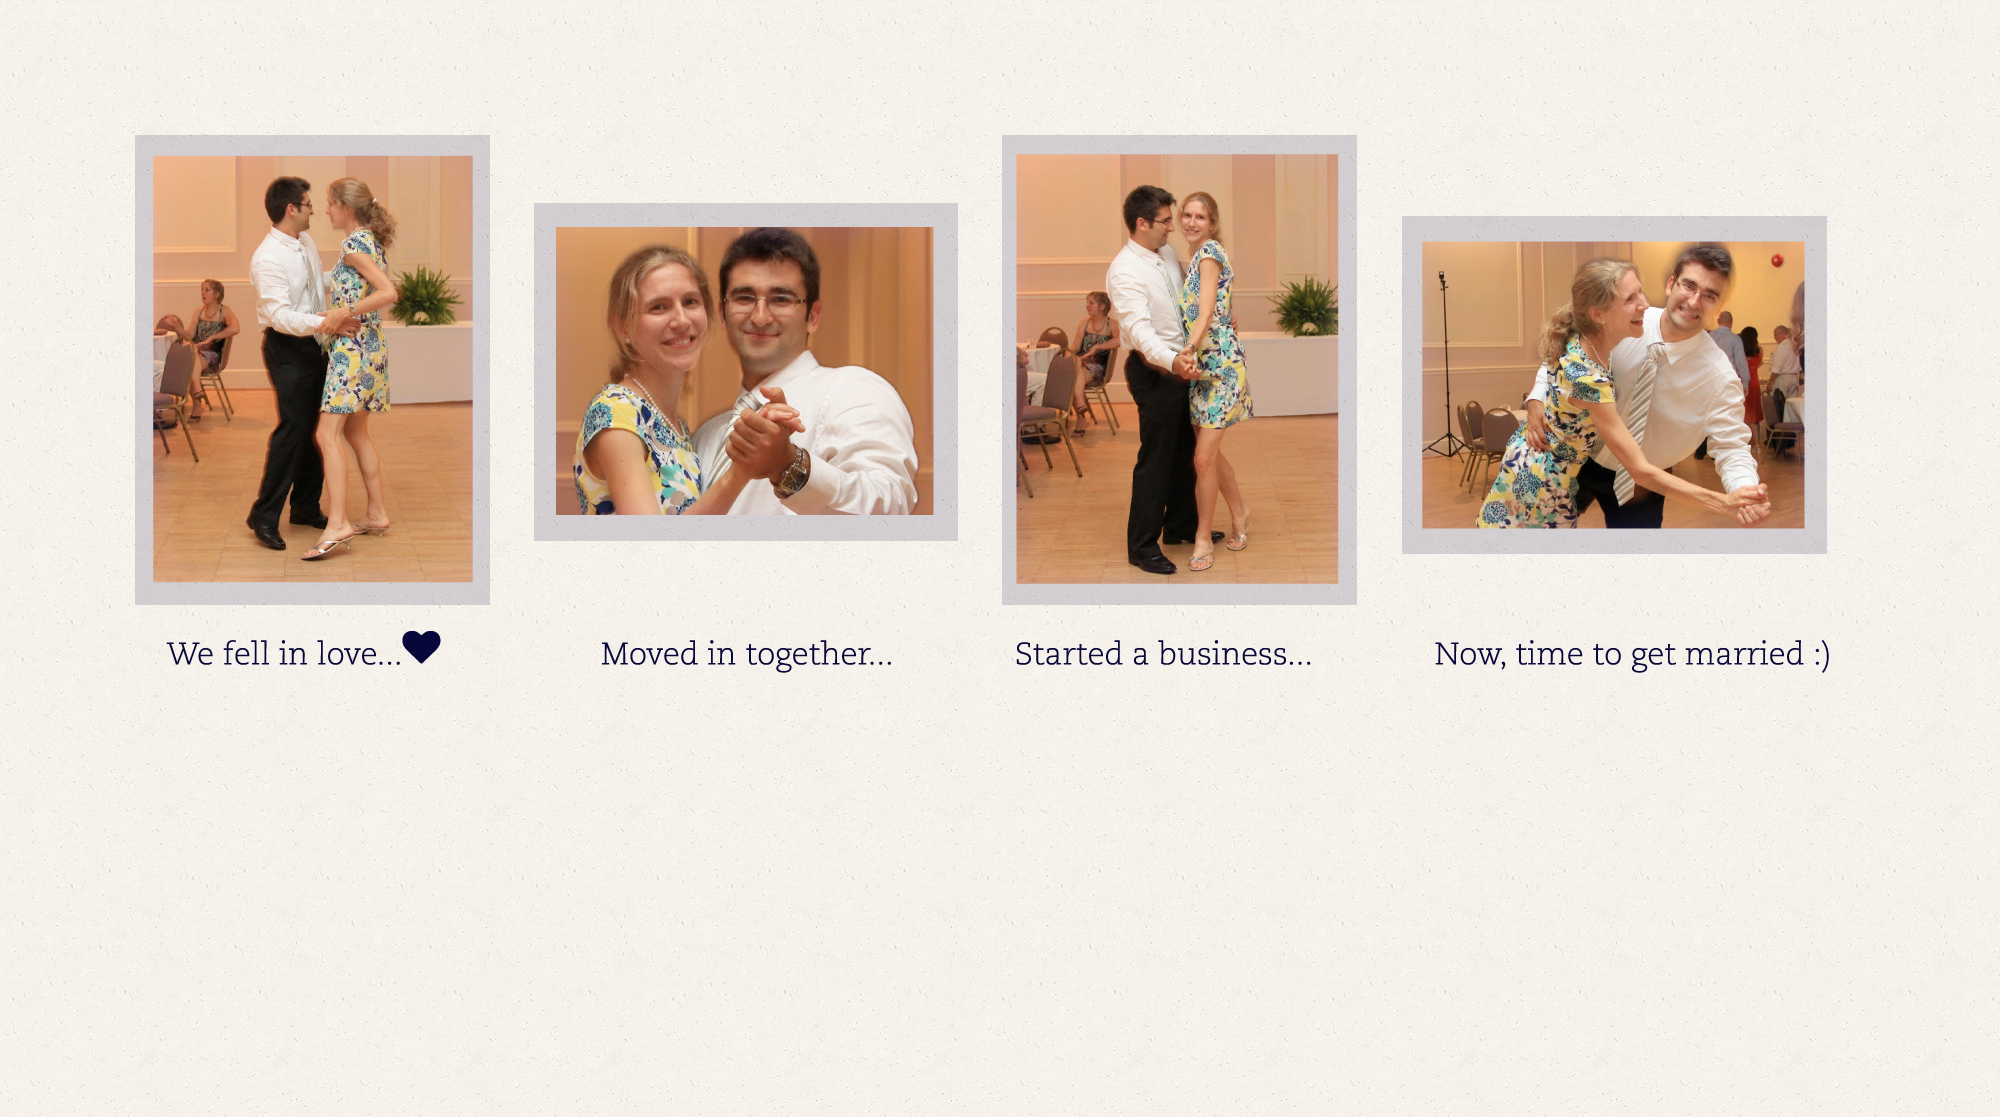 We fell in love...
Moved in together...
Started a business...
Now, time to get married :)